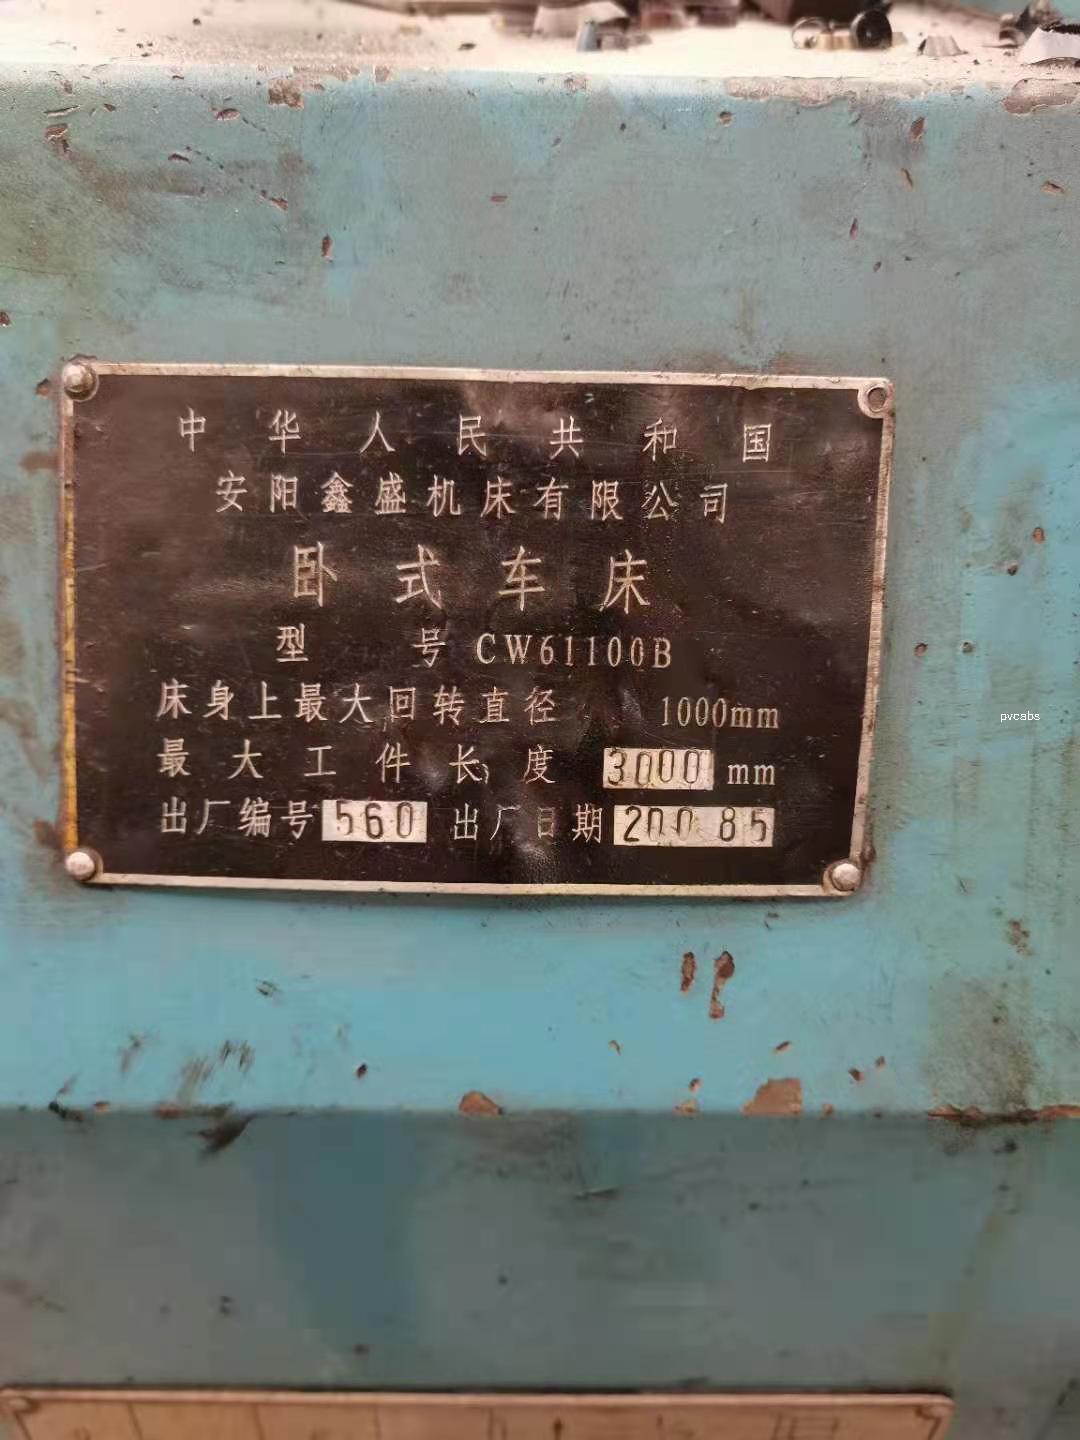 中华人民共和国
安阳鑫盛机床有限公司
卧式车床
型号 CW61100B
床身上最大回转直径 1000mm
最大工件长度 3000 mm
出厂编号 560 出厂日期 200 85
pvcabs